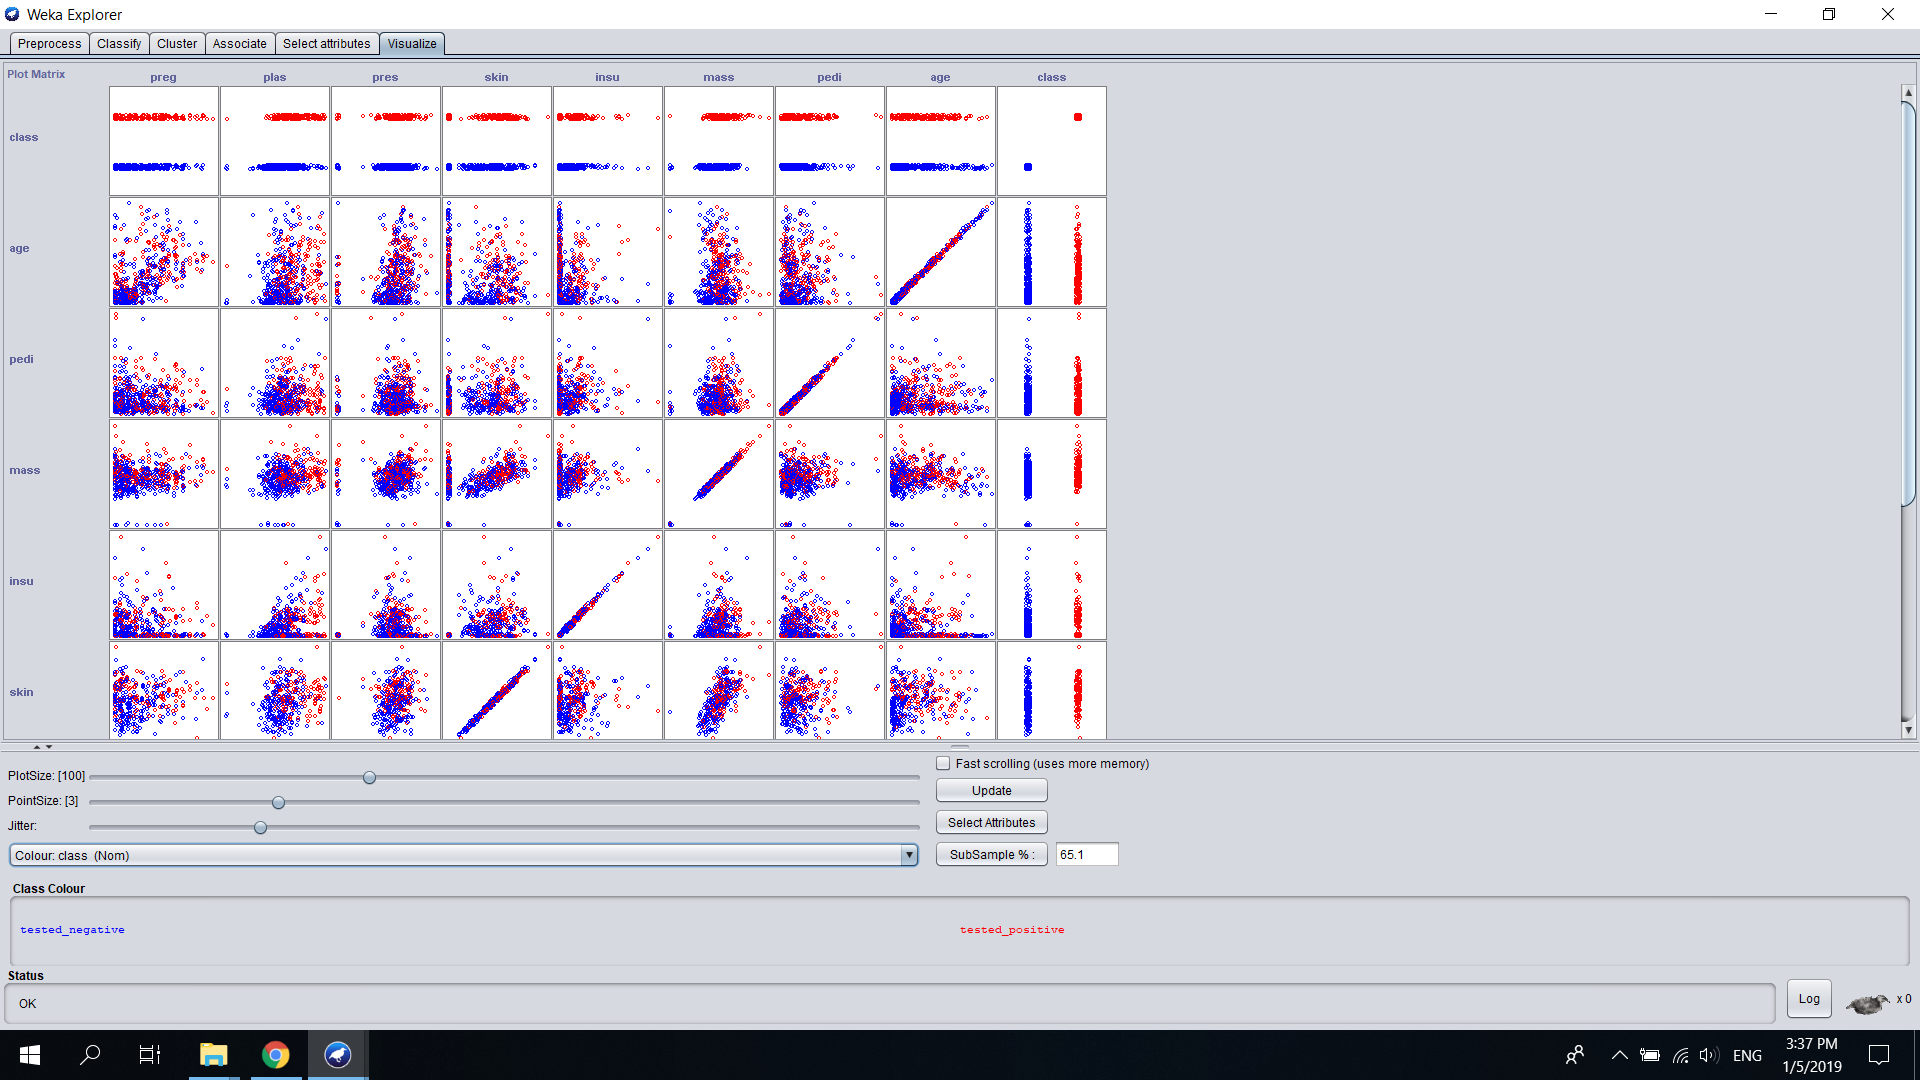 Weka Explorer
Preprocess Classify Cluster Associate Select attributes Visualize
Plot Matrix preg plas pres skin insu mass pedi age class
class
age
pedi
mass
insu
skin
PlotSize: [100]
PointSize: [3]
Jitter:
Colour: class (Nom)
Fast scrolling (uses more memory)
Update
Select Attributes
SubSample % : 65.1
Class Colour
tested_negative tested_positive
Status
OK
Log x 0
ENG
3:37 PM
1/5/2019